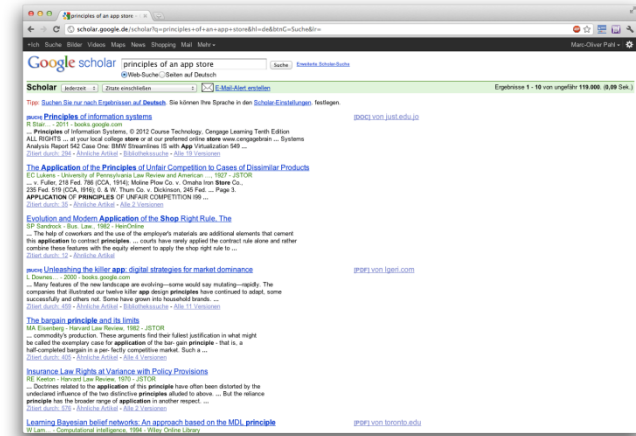 principles of an app store -
scholar.google.de/scholar?q=principles+of+an+app+store&hl=de&btnG=Suche&lr=
+Ich Suche Bilder Videos Maps News Shopping Mail Mehr
Marc-Oliver Pahl
Google scholar principles of an app store Suche Erweiterte Scholar-Suche
Web-Suche Seiten auf Deutsch
Scholar Jederzeit Zitate einschließen E-Mail-Alert erstellen Ergebnisse 1 - 10 von ungefähr 119.000. (0,09 Sek.)
Tipp: Suchen Sie nur nach Ergebnissen auf Deutsch. Sie können Ihre Sprache in den Scholar-Einstellungen. festlegen.
[BUCH] Principles of information systems [DOC] von just.edu.jo
R Stair... - 2011 - books.google.com
... Principles of Information Systems, © 2012 Course Technology, Cengage Learning Tenth Edition
ALL RIGHTS ... at your local college store or at our preferred online store www.cengagebrain ... Systems
Analysis Report 542 Case One: BMW Streamlines IS with App Virtualization 549 ...
Zitiert durch: 294 - Ähnliche Artikel - Bibliothekssuche - Alle 19 Versionen
The Application of the Principles of Unfair Competition to Cases of Dissimilar Products
EC Lukens - University of Pennsylvania Law Review and American ..., 1927 - JSTOR
... v. Fuller, 218 Fed. 786 (CCA, 1914); Moline Plow Co. v. Omaha Iron Store Co..
235 Fed. 519 (CCA, 1916); 0. & W. Thum Co. v. Dickinson, 245 Fed. ... Page 3.
APPLICATION OF PRINCIPLES OF UNFAIR COMPETITION I99 ...
Zitiert durch: 35 - Ähnliche Artikel - Alle 2 Versionen
Evolution and Modern Application of the Shop Right Rule, The
SP Sandrock - Bus. Law., 1982 - HeinOnline
... The help of coworkers and the use of the employer's materials are additional elements that cement
this application to contract principles. ... courts have rarely applied the contract rule alone and rather
combine these features with the equity element to apply the shop right rule to ...
Zitiert durch: 12 - Ähnliche Artikel
[BUCH] Unleashing the killer app: digital strategies for market dominance [PDF] von lgeri.com
L Downes... - 2000 - books.google.com
... Many features of the new landscape are evolving—some would say mutating—rapidly. The
companies that illustrated our twelve killer app design principles have continued to adapt, some
successfully and others not. Some have grown into household brands. ...
Zitiert durch: 459 - Ähnliche Artikel - Bibliothekssuche - Alle 11 Versionen
The bargain principle and its limits
MA Eisenberg - Harvard Law Review, 1982 - JSTOR
... commodity's production. These arguments find their fullest justification in what might
be called the exemplary case for application of the bar- gain principle - that is, a
half-completed bargain in a per- fectly competitive market. Such a ...
Zitiert durch: 405 - Ähnliche Artikel - Alle 4 Versionen
Insurance Law Rights at Variance with Policy Provisions
RE Keeton - Harvard Law Review, 1970 - JSTOR
... Doctrines related to the application of this principle have often been distorted by the
undeclared influence of the two distinctive principles alluded to above. ... But the reliance
principle has the broader range of application in another respect. ...
Zitiert durch: 576 - Ähnliche Artikel - Alle 2 Versionen
Learning Bayesian belief networks: An approach based on the MDL principle [PDF] von toronto.edu
W Lam... - Computational intelligence, 1994 - Wiley Online Library